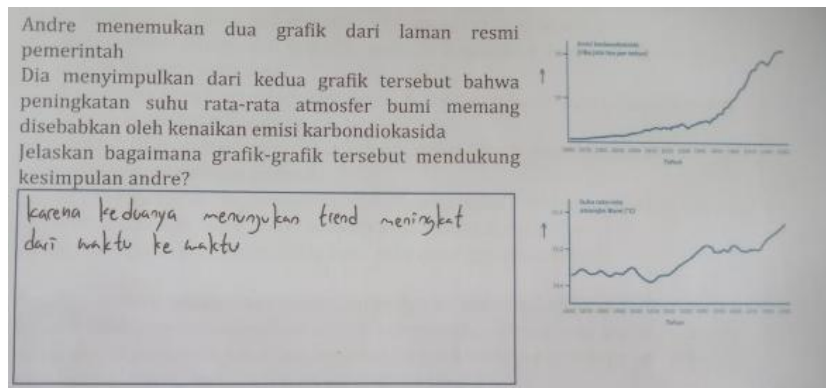 Andre menemukan dua grafik dari laman resmi
pemerintah
Dia menyimpulkan dari kedua grafik tersebut bahwa
peningkatan suhu rata-rata atmosfer bumi memang
disebabkan oleh kenaikan emisi karbondiokasida
Jelaskan bagaimana grafik-grafik tersebut mendukung
kesimpulan andre?
karena keduanya menunjukan trend meningkat
dari waktu ke waktu
Tahun
Tahun